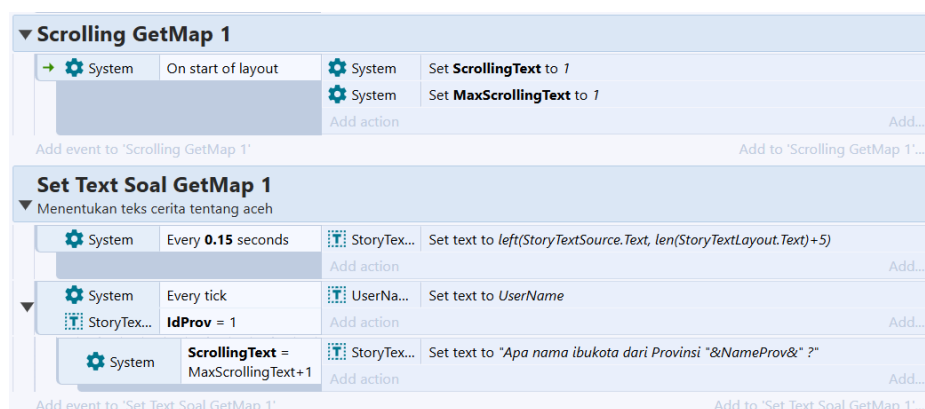 Scrolling GetMap 1
System On start of layout System Set ScrollingText to 1
System Set MaxScrollingText to 1
Add action Add...
Add event to 'Scrolling GetMap 1' Add to 'Scrolling GetMap 1'...
Set Text Soal GetMap 1
Menentukan teks cerita tentang aceh
System Every 0.15 seconds StoryTex... Set text to left(StoryTextSource.Text, len(StoryTextLayout.Text)+5)
Add action Add...
System Every tick UserNa... Set text to UserName
StoryTex... IdProv = 1 Add action Add...
System ScrollingText = StoryTex... Set text to "Apa nama ibukota dari Provinsi "&NameProv&" ?"
MaxScrollingText+1 Add action Add...
Add event to 'Set Text Soal GetMap 1' Add to 'Set Text Soal GetMap 1'...